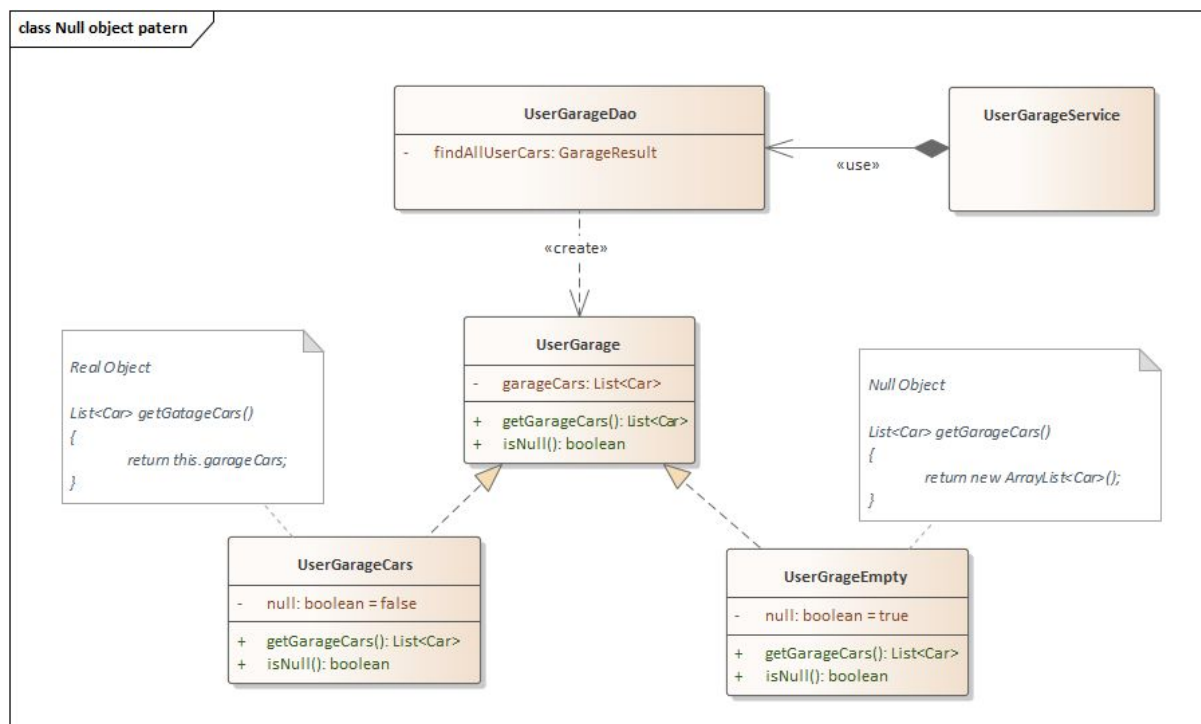 class Null object patern
UserGarageDao
- findAllUserCars: GarageResult
UserGarageService
«use»
«create»
UserGarage
- garageCars: List<Car>
+ getGarageCars(): List<Car>
+ isNull(): boolean
Real Object
List<Car> getGatageCars()
{
return this.garageCars;
}
Null Object
List<Car> getGarageCars()
{
return new ArrayList<Car>();
}
UserGarageCars
- null: boolean = false
+ getGarageCars(): List<Car>
+ isNull(): boolean
UserGrageEmpty
- null: boolean = true
+ getGarageCars(): List<Car>
+ isNull(): boolean